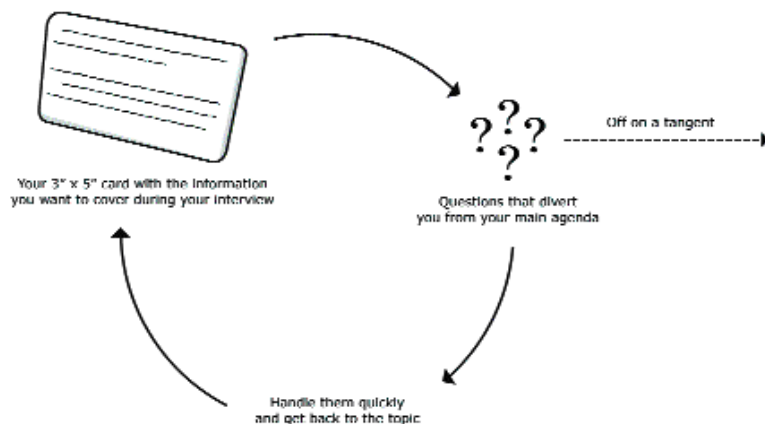 ? ? ? ?
Off on a tangent
Your 3" x 5" card with the information
you want to cover during your interview
Questions that divert
you from your main agenda
Handle them quickly
and get back to the topic